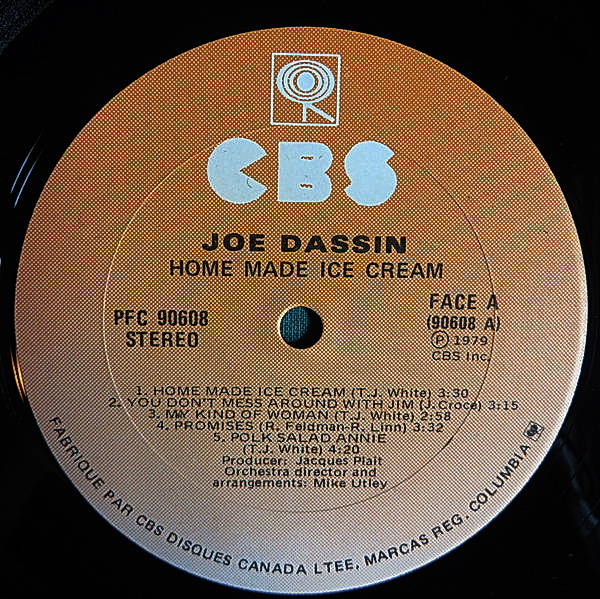 CBS
JOE DASSIN
HOME MADE ICE CREAM
PFC 90608
STEREO
FACE A
(90608 A)
Ⓟ 1979
CBS Inc.
1. HOME MADE ICE CREAM (T.J. White) 3:30
2. YOU DON'T MESS AROUND WITH JIM (J. Croce) 3:15
3. MY KIND OF WOMAN (T.J. White) 2:58
4. PROMISES (R. Feldman-R. Linn) 3:32
5. POLK SALAD ANNIE
(T.J. White) 4:20
Producer: Jacques Plait
Orchestra director and
arrangements: Mike Utley
FABRIQUE PAR CBS DISQUES CANADA LTEE, MARCAS REG. COLUMBIA